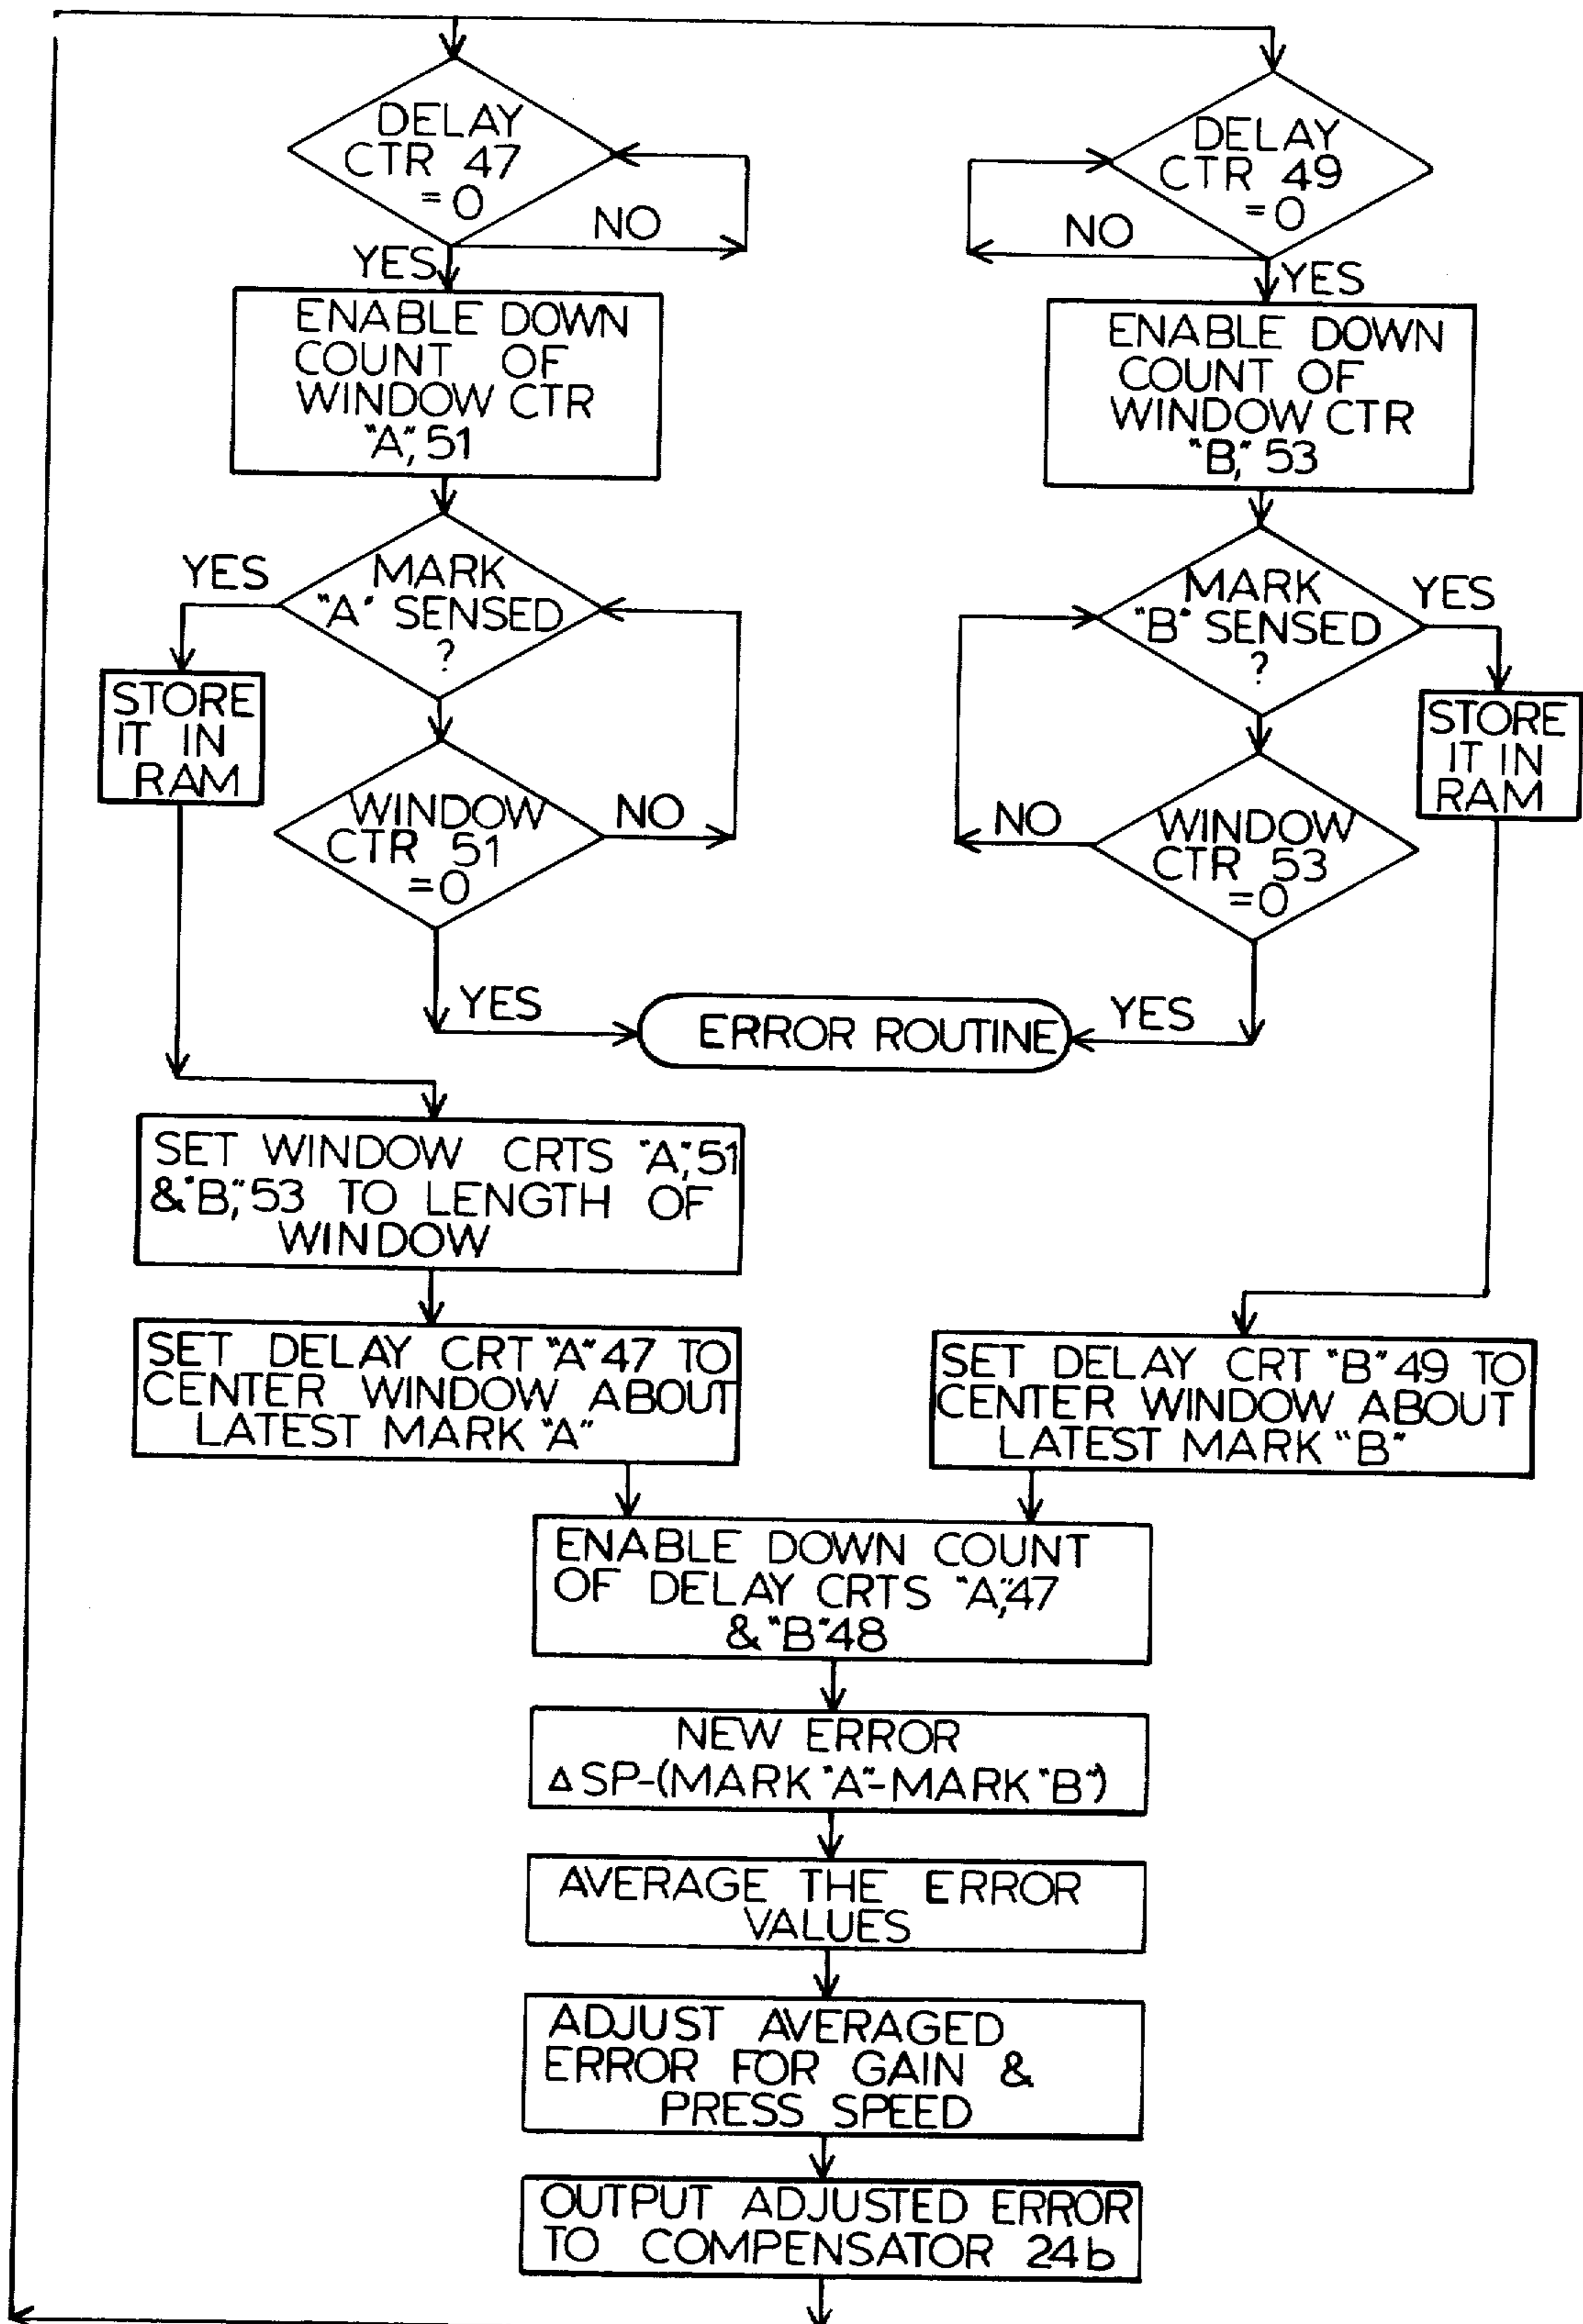 DELAY
CTR 47
=0
NO
YES
DELAY
CTR 49
=0
NO
YES
ENABLE DOWN
COUNT OF
WINDOW CTR
"A", 51
ENABLE DOWN
COUNT OF
WINDOW CTR
"B," 53
YES
MARK
"A" SENSED
?
MARK
"B" SENSED
?
YES
STORE
IT IN
RAM
STORE
IT IN
RAM
WINDOW
CTR 51
=0
NO
NO
WINDOW
CTR 53
=0
YES
ERROR ROUTINE
YES
SET WINDOW CRTS "A",51
&"B",53 TO LENGTH OF
WINDOW
SET DELAY CRT "A" 47 TO
CENTER WINDOW ABOUT
LATEST MARK "A"
SET DELAY CRT "B" 49 TO
CENTER WINDOW ABOUT
LATEST MARK "B"
ENABLE DOWN COUNT
OF DELAY CRTS "A",47
&"B"48
NEW ERROR
Δ SP-(MARK "A"-MARK "B")
AVERAGE THE ERROR
VALUES
ADJUST AVERAGED
ERROR FOR GAIN &
PRESS SPEED
OUTPUT ADJUSTED ERROR
TO COMPENSATOR 24b